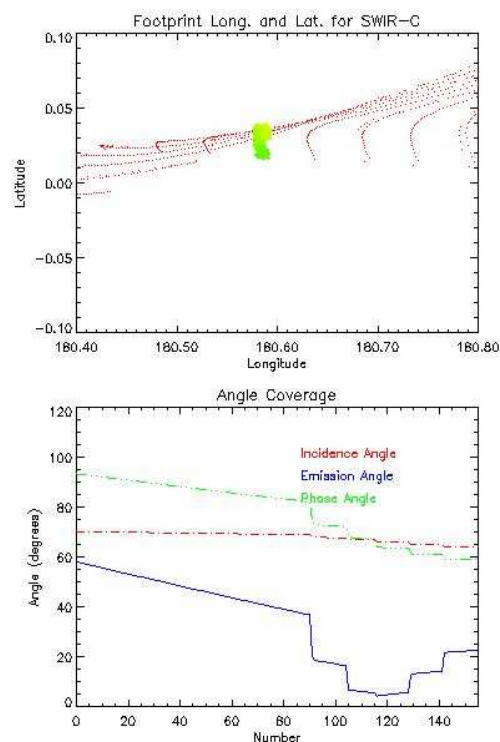 Footprint Long. and Lat. for SWIR-C
0.10
0.05
0.00
-0.05
-0.10
Latitude
180.40 180.50 180.60 180.70 180.80
Longitude
Angle Coverage
120
100
80
60
40
20
0
Angle (degrees)
Incidence Angle
Emission Angle
Phase Angle
0 20 40 60 80 100 120 140
Number